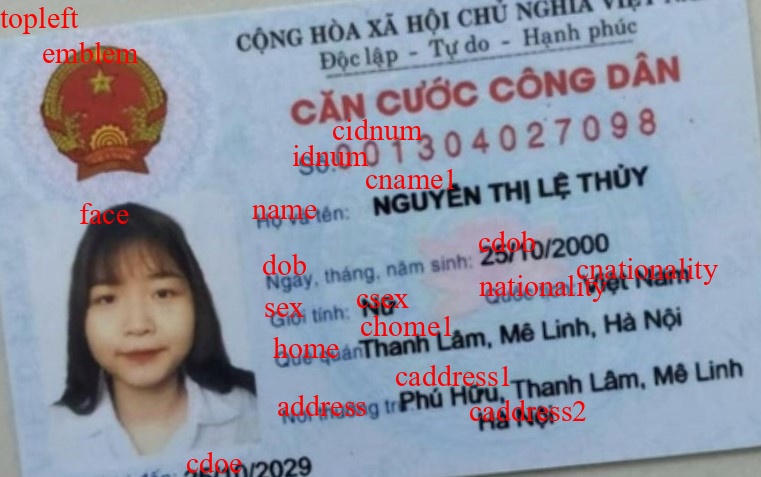 topleft
emblem
CỘNG HÒA XÃ HỘI CHỦ NGHĨA VIỆT
Độc lập - Tự do - Hạnh phúc
CĂN CƯỚC CÔNG DÂN
cidnum
idnum
Số: 001304027098
cname1
face
name
Họ và tên: NGUYỄN THỊ LỆ THỦY
cdob
dob
Ngày, tháng, năm sinh: 25/10/2000
cnationality
nationality
Quốc tịch: Việt Nam
csex
sex
Giới tính: Nữ
chome1
home
Quê quán Thanh Lâm, Mê Linh, Hà Nội
caddress1
address
Nơi thường trú: Phú Hữu, Thanh Lâm, Mê Linh
caddress2
Hà Nội
cdoe
đến: 25/10/2029